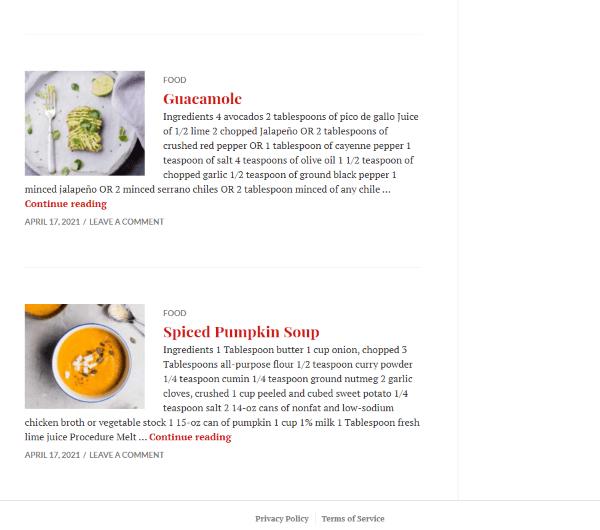 FOOD
Guacamole
Ingredients 4 avocados 2 tablespoons of pico de gallo Juice
of 1/2 lime 2 chopped Jalapeño OR 2 tablespoons of
crushed red pepper OR 1 tablespoon of cayenne pepper 1
teaspoon of salt 4 teaspoons of olive oil 1 1/2 teaspoon of
chopped garlic 1/2 teaspoon of ground black pepper 1
minced jalapeño OR 2 minced serrano chiles OR 2 tablespoon minced of any chile …
Continue reading
APRIL 17, 2021 / LEAVE A COMMENT
FOOD
Spiced Pumpkin Soup
Ingredients 1 Tablespoon butter 1 cup onion, chopped 3
Tablespoons all-purpose flour 1/2 teaspoon curry powder
1/4 teaspoon cumin 1/4 teaspoon ground nutmeg 2 garlic
cloves, crushed 1 cup peeled and cubed sweet potato 1/4
teaspoon salt 2 14-oz cans of nonfat and low-sodium
chicken broth or vegetable stock 1 15-oz can of pumpkin 1 cup 1% milk 1 Tablespoon fresh
lime juice Procedure Melt … Continue reading
APRIL 17, 2021 / LEAVE A COMMENT
Privacy Policy Terms of Service